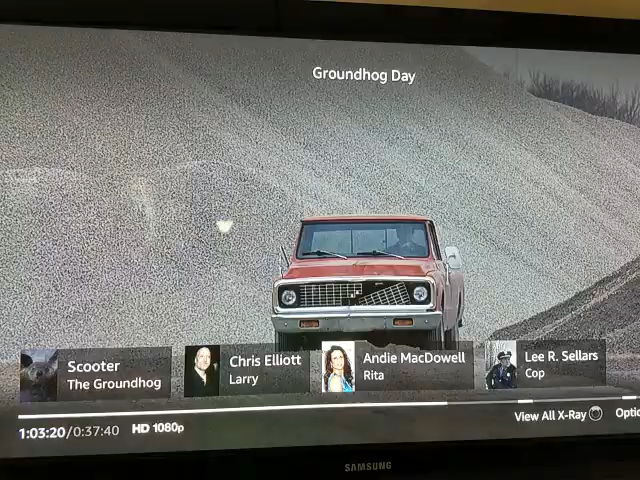 Groundhog Day
Scooter
The Groundhog
Chris Elliott
Larry
Andie MacDowell
Rita
Lee R. Sellars
Cop
View All X-Ray
Optio
1:03:20/0:37:40 HD 1080p
SAMSUNG